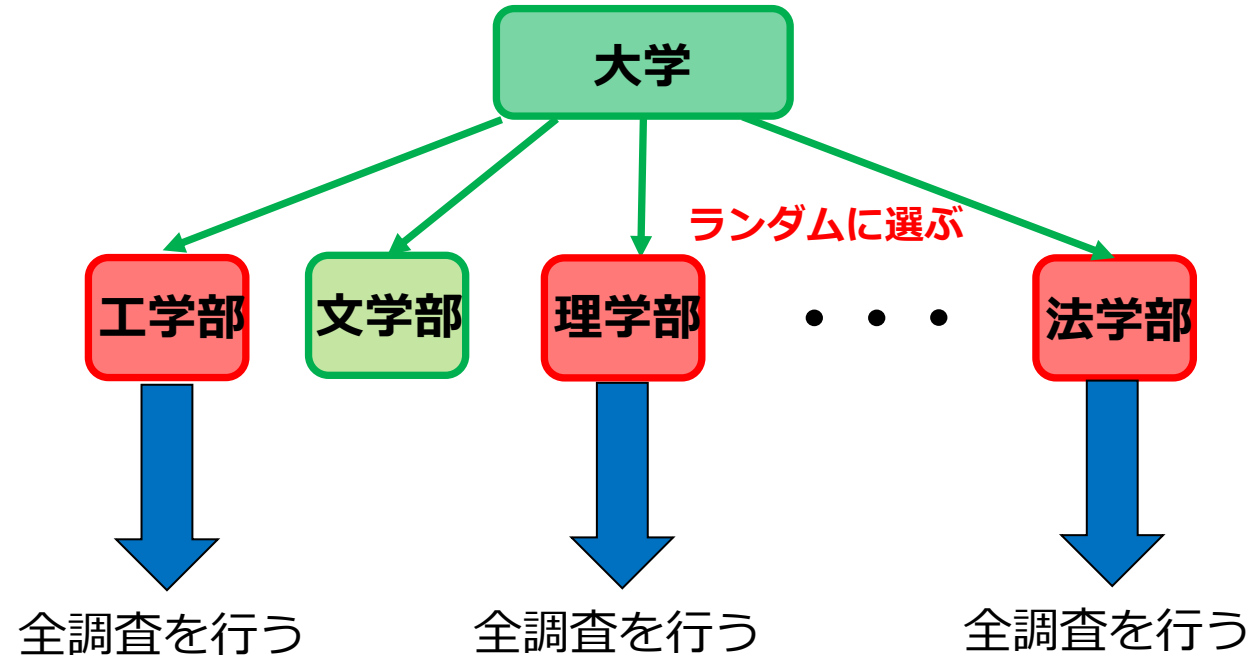 大学
ランダムに選ぶ
工学部
文学部
理学部
・・・
法学部
全調査を行う
全調査を行う
全調査を行う